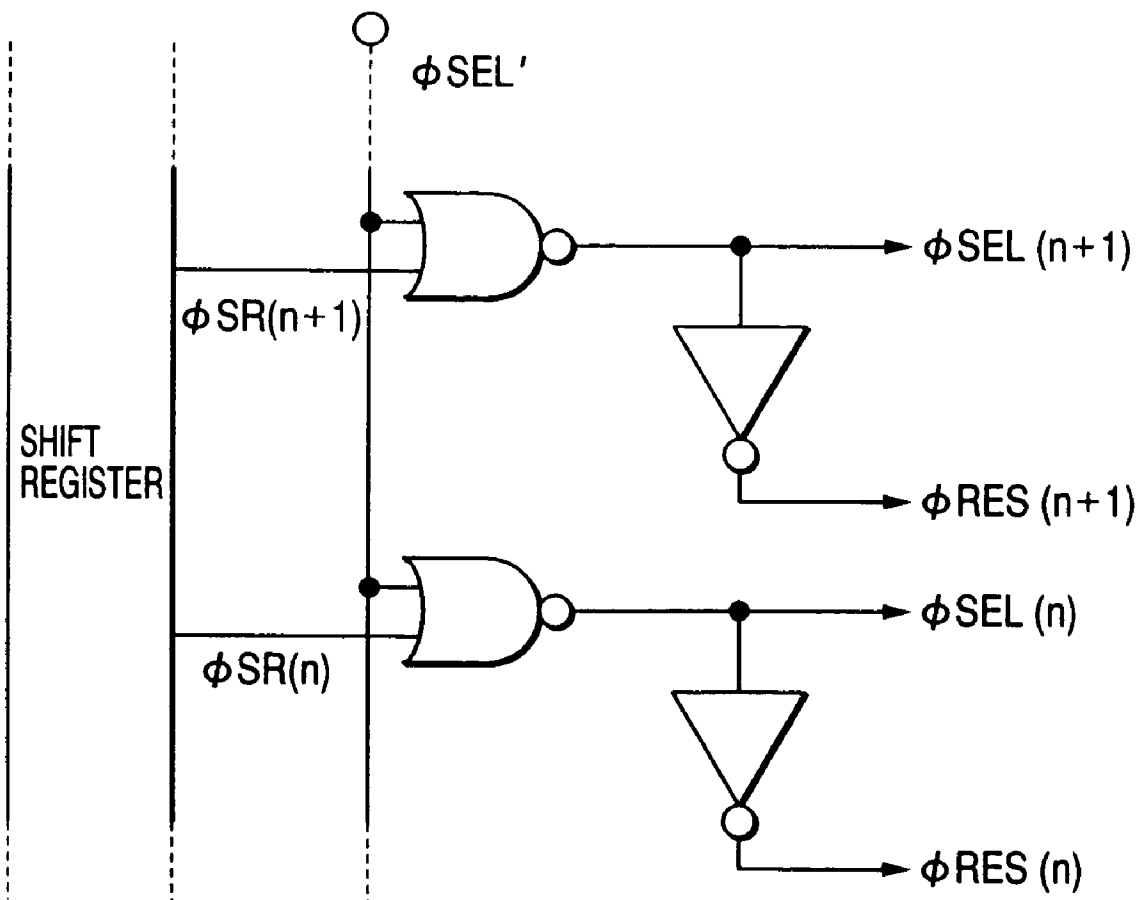 ϕSEL'
ϕSEL (n+1)
ϕSR(n+1)
SHIFT
REGISTER
ϕRES (n+1)
ϕSEL (n)
ϕSR(n)
ϕRES (n)